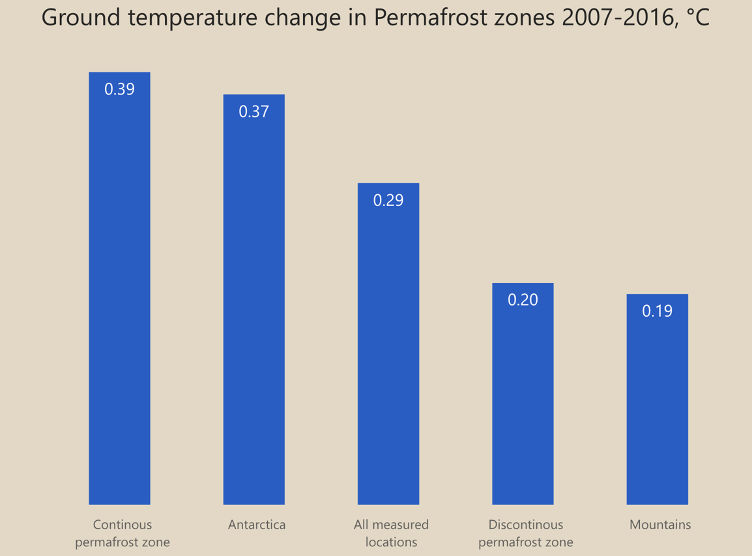 Ground temperature change in Permafrost zones 2007-2016, °C
0.39
0.37
0.29
0.20
0.19
Continous
permafrost zone
Antarctica
All measured
locations
Discontinous
permafrost zone
Mountains